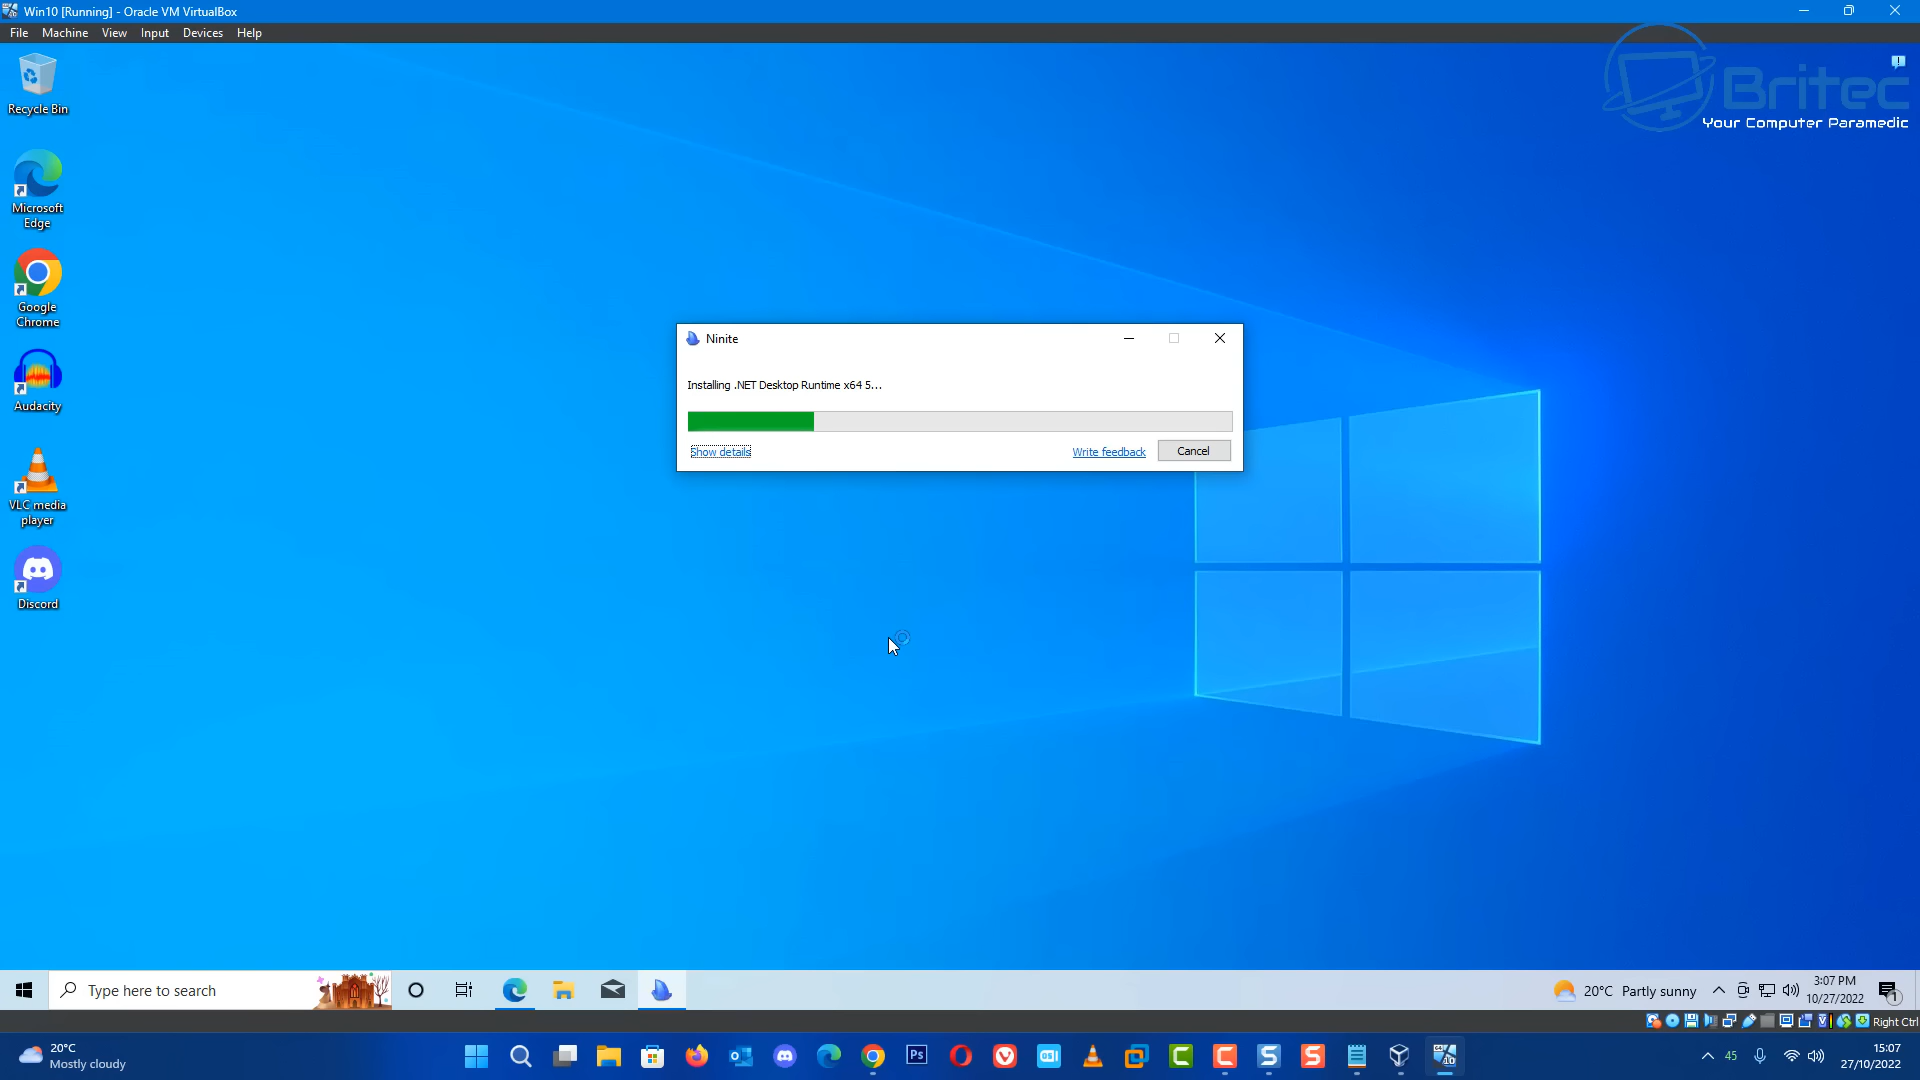 Win10 [Running] - Oracle VM VirtualBox
File Machine View Input Devices Help
Britec
Your Computer Paramedic
Recycle Bin
Microsoft
Edge
Google
Chrome
Audacity
VLC media
player
Discord
Ninite
Installing .NET Desktop Runtime x64 5...
Show details
Write feedback
Cancel
Type here to search
20°C Partly sunny
3:07 PM
10/27/2022
1
Right Ctrl
20°C
Mostly cloudy
Ps
45
15:07
27/10/2022